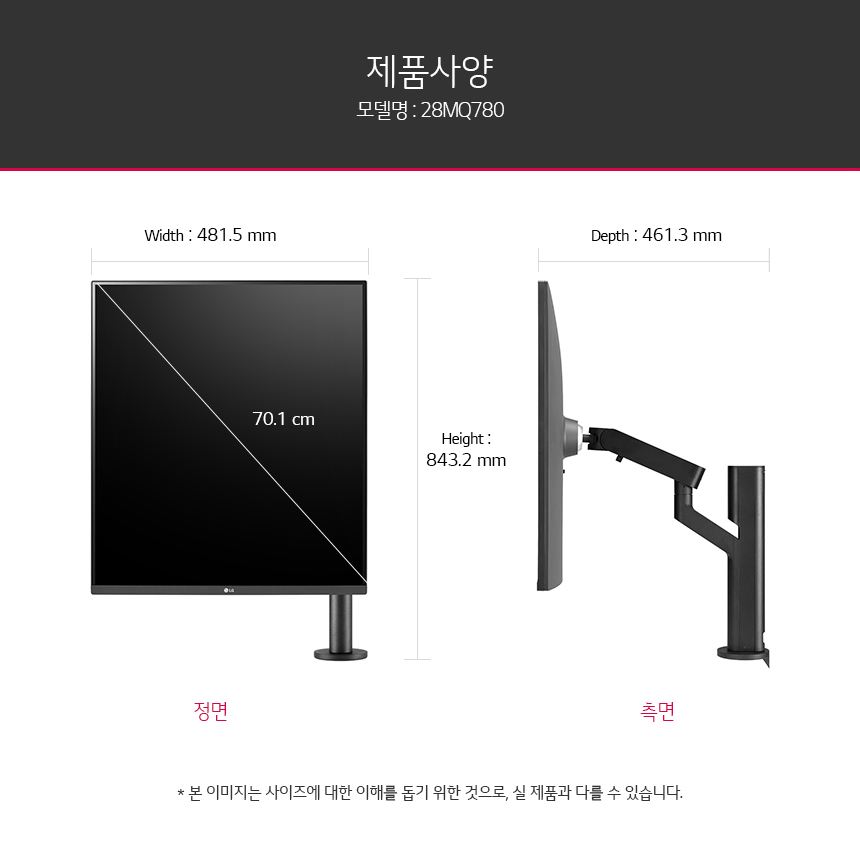 제품사양
모델명 : 28MQ780
Width : 481.5 mm
Depth : 461.3 mm
70.1 cm
Height :
843.2 mm
LG
정면
측면
* 본 이미지는 사이즈에 대한 이해를 돕기 위한 것으로, 실 제품과 다를 수 있습니다.